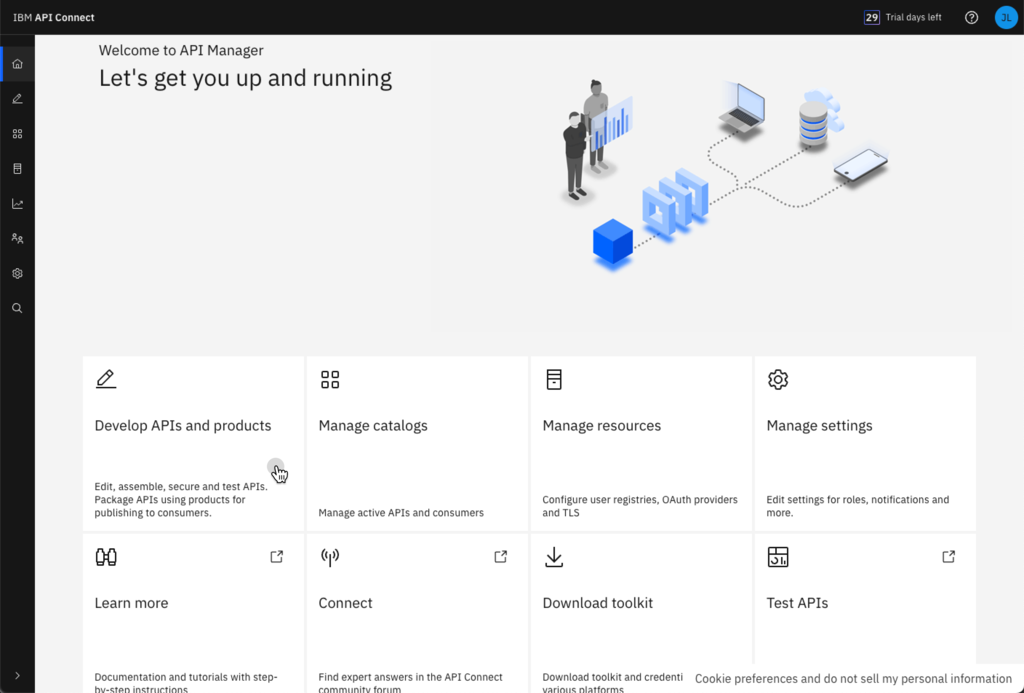 IBM API Connect
29 Trial days left
JL
Welcome to API Manager
Let's get you up and running
Develop APIs and products
Edit, assemble, secure and test APIs.
Package APIs using products for
publishing to consumers.
Manage catalogs
Manage active APIs and consumers
Manage resources
Configure user registries, OAuth providers
and TLS
Manage settings
Edit settings for roles, notifications and
more.
Learn more
Documentation and tutorials with step-
by-step instructions
Connect
Find expert answers in the API Connect
community forum
Download toolkit
Download toolkit and credenti
various platforms
Test APIs
Cookie preferences and do not sell my personal information